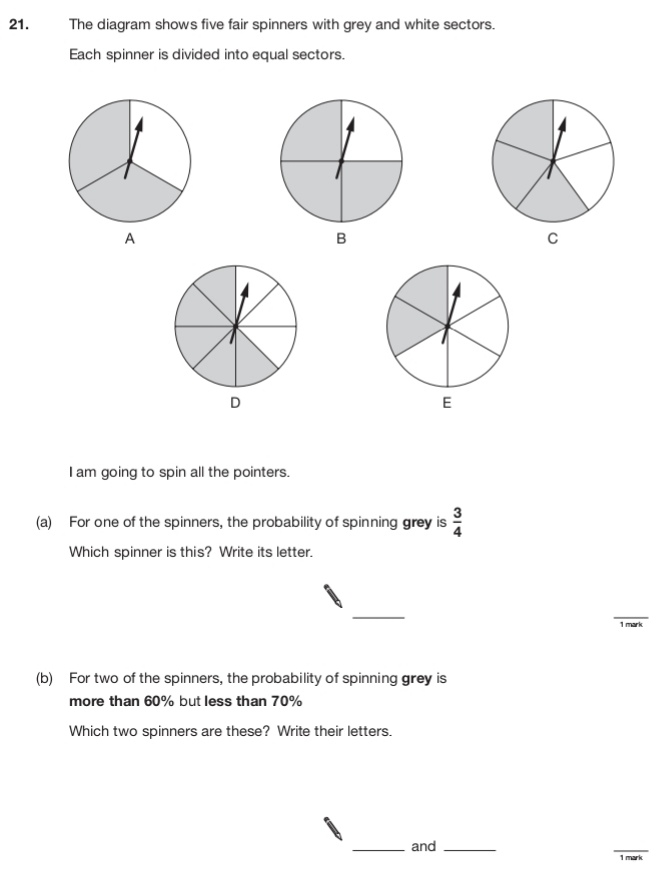 21. The diagram shows five fair spinners with grey and white sectors.
Each spinner is divided into equal sectors.
A
B
C
D
E
I am going to spin all the pointers.
(a) For one of the spinners, the probability of spinning grey is 3/4
Which spinner is this? Write its letter.
1 mark
(b) For two of the spinners, the probability of spinning grey is
more than 60% but less than 70%
Which two spinners are these? Write their letters.
and
1 mark